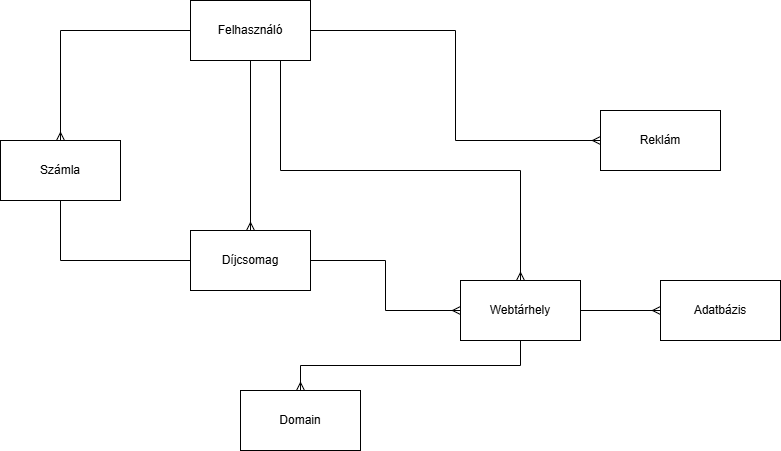 Felhasználó
Reklám
Számla
Díjcsomag
Webtárhely
Adatbázis
Domain